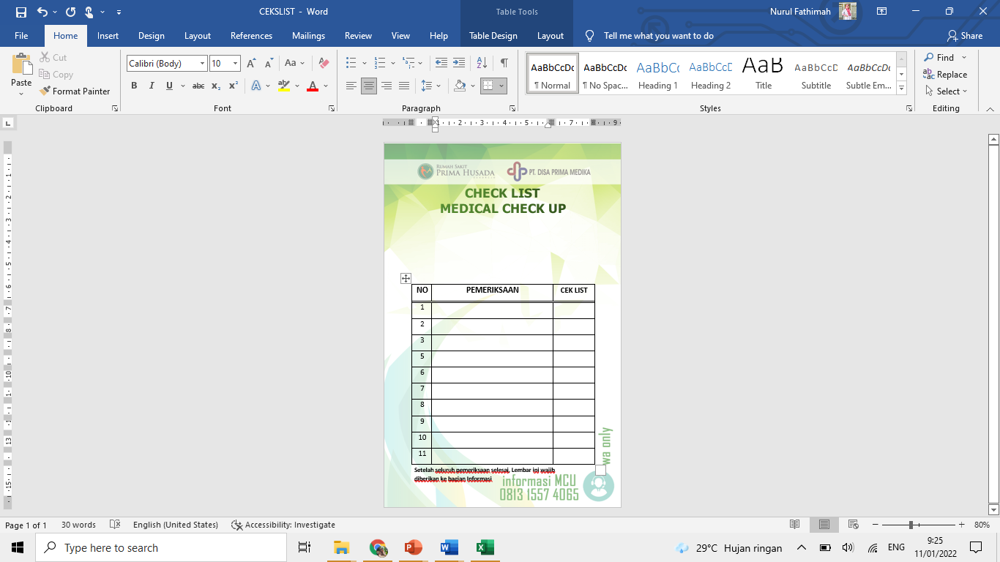 CEKSLIST - Word
Table Tools
Nurul Fathimah
File
Home
Insert
Design
Layout
References
Mailings
Review
View
Help
Table Design
Layout
Tell me what you want to do
Share
Paste
Cut
Copy
Format Painter
Clipboard
Calibri (Body)
10
Font
Paragraph
AaBbCcDc
¶ Normal
AaBbCcDc
¶ No Spac...
AaBbCc
Heading 1
AaBbCcD
Heading 2
AaB
Title
AaBbCcD
Subtitle
AaBbCcDc
Subtle Em...
Styles
Find
Replace
Select
Editing
RUMAH SAKIT
PRIMA HUSADA
PT. DISA PRIMA MEDIKA
CHECK LIST
MEDICAL CHECK UP
NO PEMERIKSAAN CEK LIST
1
2
3
5
6
7
8
9
10
11
Setelah seluruh pemeriksaan selesai, Lembar ini wajib
diberikan ke bagian Informasi
informasi MCU
0813 1557 4065
wa only
Page 1 of 1
30 words
English (United States)
Accessibility: Investigate
80%
Type here to search
29°C Hujan ringan
ENG
9:25
11/01/2022